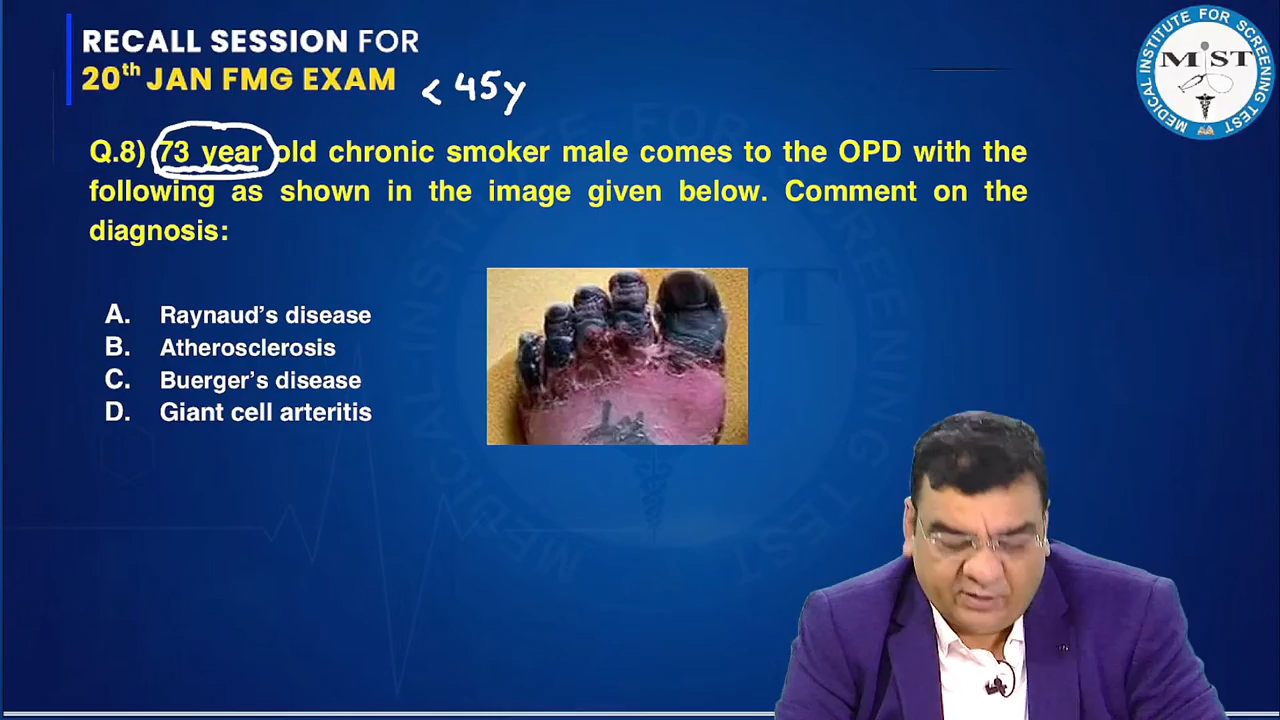 RECALL SESSION FOR
20th JAN FMG EXAM
< 45y
MEDICAL INSTITUTE FOR SCREENING TEST
MIST
Q.8) 73 year old chronic smoker male comes to the OPD with the
following as shown in the image given below. Comment on the
diagnosis:
A. Raynaud's disease
B. Atherosclerosis
C. Buerger's disease
D. Giant cell arteritis